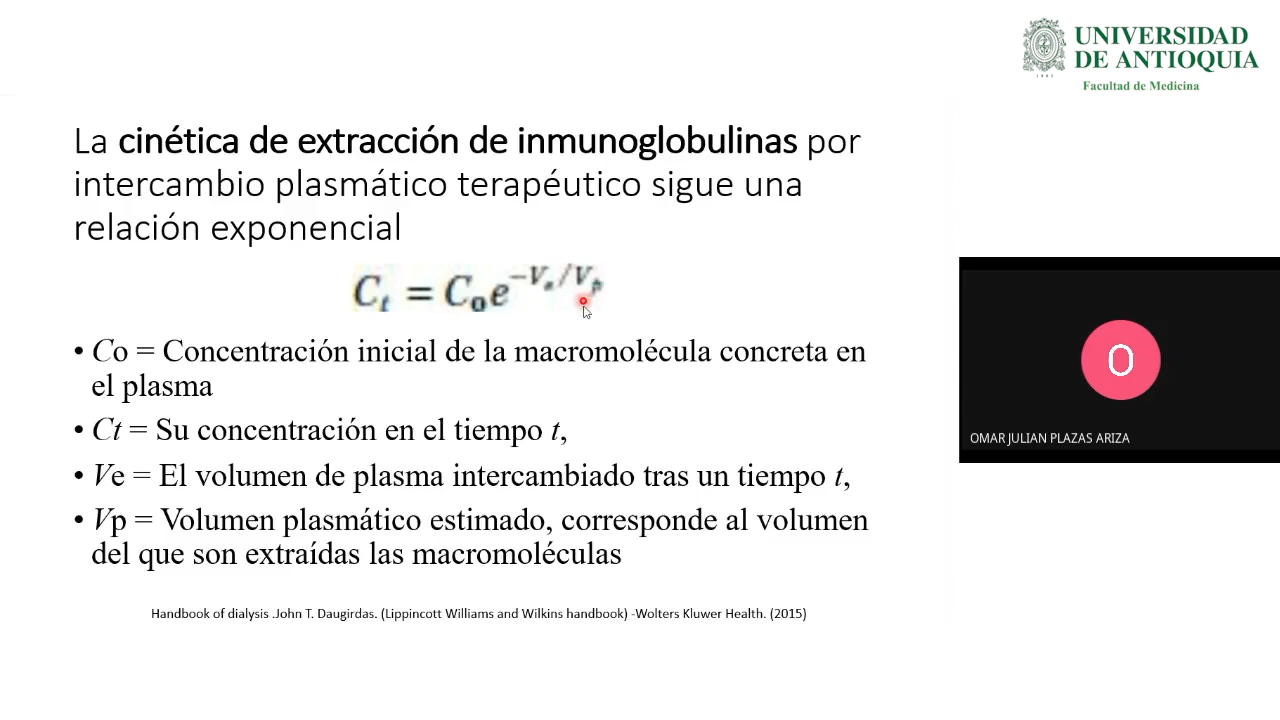 UNIVERSIDAD
DE ANTIOQUIA
Facultad de Medicina
1803
La cinética de extracción de inmunoglobulinas por
intercambio plasmático terapéutico sigue una
relación exponencial
Cₜ = C₀e^(-Vₑ/Vₚ)
• Co = Concentración inicial de la macromolécula concreta en
el plasma
• Ct = Su concentración en el tiempo t,
• Ve = El volumen de plasma intercambiado tras un tiempo t,
• Vp = Volumen plasmático estimado, corresponde al volumen
del que son extraídas las macromoléculas
Handbook of dialysis .John T. Daugirdas. (Lippincott Williams and Wilkins handbook) -Wolters Kluwer Health. (2015)
O
OMAR JULIAN PLAZAS ARIZA